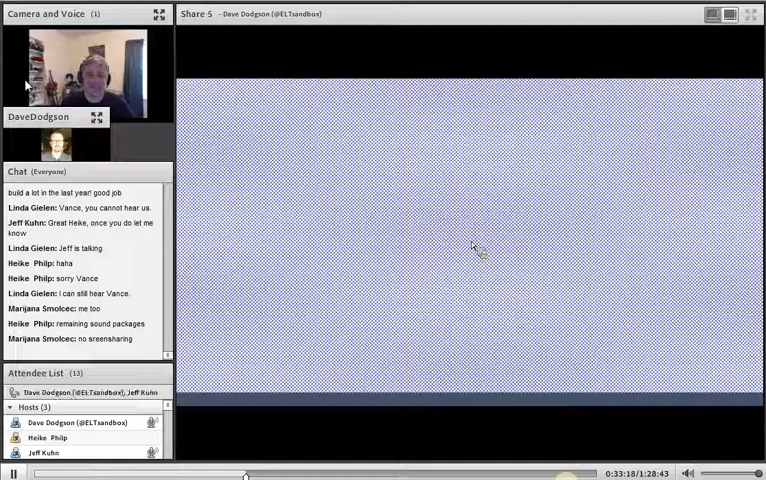 Camera and Voice (1)
Share 5 - Dave Dodgson (@ELTsandbox)
DaveDodgson
Chat (Everyone)
build a lot in the last year! good job
Linda Gielen: Vance, you cannot hear us.
Jeff Kuhn: Great Heike, once you do let me
know
Linda Gielen: Jeff is talking
Heike Philp: haha
Heike Philp: sorry Vance
Linda Gielen: I can still hear Vance.
Marijana Smolcec: me too
Heike Philp: remaining sound packages
Marijana Smolcec: no sreensharing
Attendee List (13)
Dave Dodgson (@ELTsandbox), Jeff Kuhn
Hosts (3)
Dave Dodgson (@ELTsandbox)
Heike Philp
Jeff Kuhn
0:33:18/1:28:43